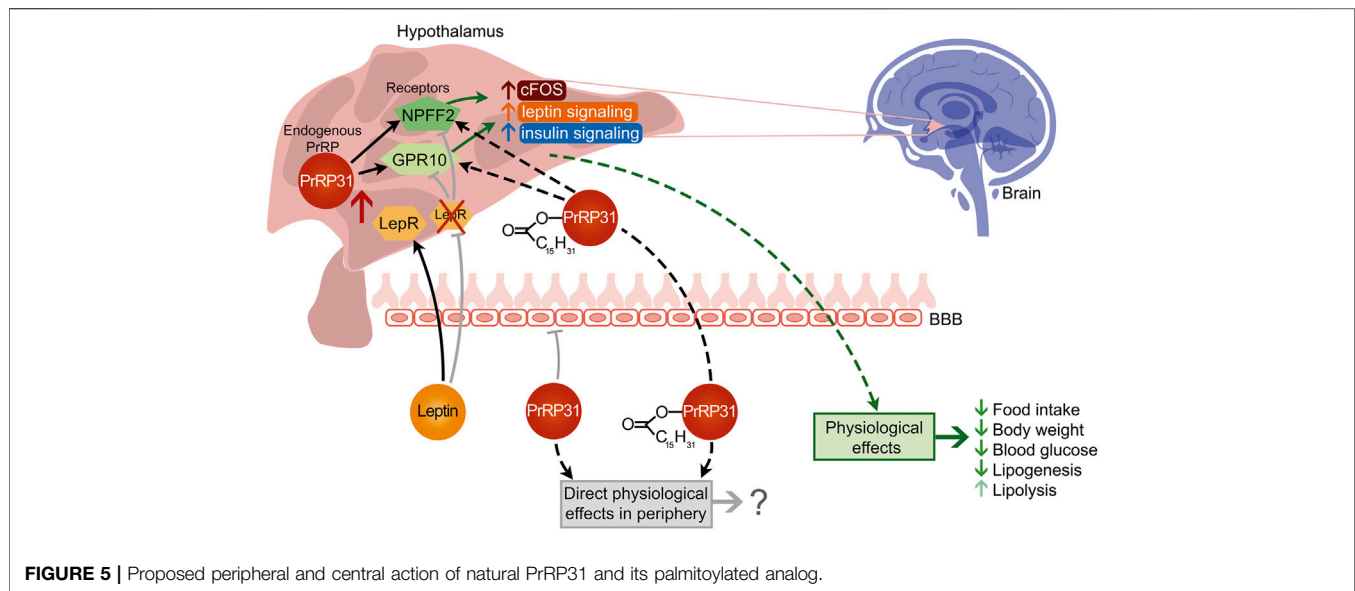 Hypothalamus
Receptors
NPFF2
GPR10
Endogenous
PrRP
PrRP31
LepR
LepR
↑ cFOS
↑ leptin signaling
↑ insulin signaling
Brain
O
O
PrRP31
C15H31
BBB
Leptin
PrRP31
O
O
PrRP31
C15H31
Direct physiological
effects in periphery
?
Physiological
effects
↓ Food intake
↓ Body weight
↓ Blood glucose
↓ Lipogenesis
↑ Lipolysis
FIGURE 5 | Proposed peripheral and central action of natural PrRP31 and its palmitoylated analog.